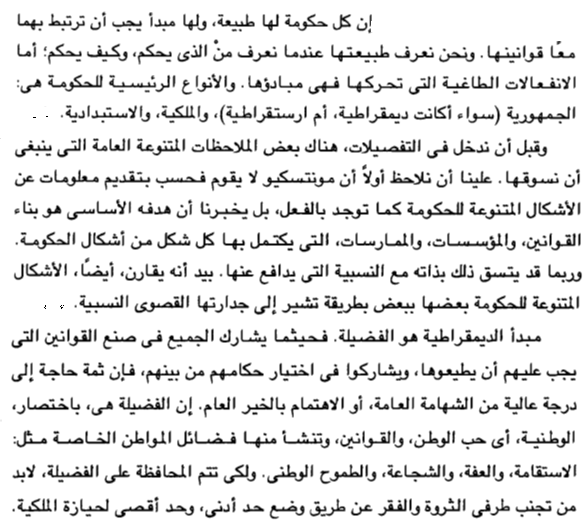 إن كل حكومة لها طبيعة، ولها مبدأ يجب أن ترتبط بهما
معًا قوانينها. ونحن نعرف طبيعتها عندما نعرف منْ الذى يحكم، وكيف يحكم؛ أما
الانفعالات الطاغية التى تحركها فهى مبادؤها. والأنواع الرئيسية للحكومة هى:
الجمهورية (سواء أكانت ديمقراطية، أم ارستقراطية)، والملكية، والاستبدادية. . .
وقبل أن ندخل فى التفصيلات، هناك بعض الملاحظات المتنوعة العامة التى ينبغى
أن نسوقها. علينا أن نلاحظ أولاً أن مونتسكيو لا يقوم فحسب بتقديم معلومات عن
الأشكال المتنوعة للحكومة كما توجد بالفعل، بل يخبرنا أن هدفه الأساسى هو بناء
القوانين، والمؤسسات، والممارسات، التى يكتمل بها كل شكل من أشكال الحكومة.
وربما قد يتسق ذلك بذاته مع النسبية التى يدافع عنها. بيد أنه يقارن، أيضًا، الأشكال
المتنوعة للحكومة بعضها ببعض بطريقة تشير إلى جدارتها القصوى النسبية. . .
مبدأ الديمقراطية هو الفضيلة. فحيثما يشارك الجميع فى صنع القوانين التى
يجب عليهم أن يطيعوها، ويشاركوا فى اختيار حكامهم من بينهم، فإن ثمة حاجة إلى
درجة عالية من الشهامة العامة، أو الاهتمام بالخير العام. إن الفضيلة هى، باختصار،
الوطنية، أى حب الوطن، والقوانين، وتنشأ منها فضائل المواطن الخاصة مثل:
الاستقامة، والعفة، والشجاعة، والطموح الوطنى. ولكى تتم المحافظة على الفضيلة، لابد
من تجنب طرفى الثروة والفقر عن طريق وضع حد أدنى، وحد أقصى لحيازة الملكية.